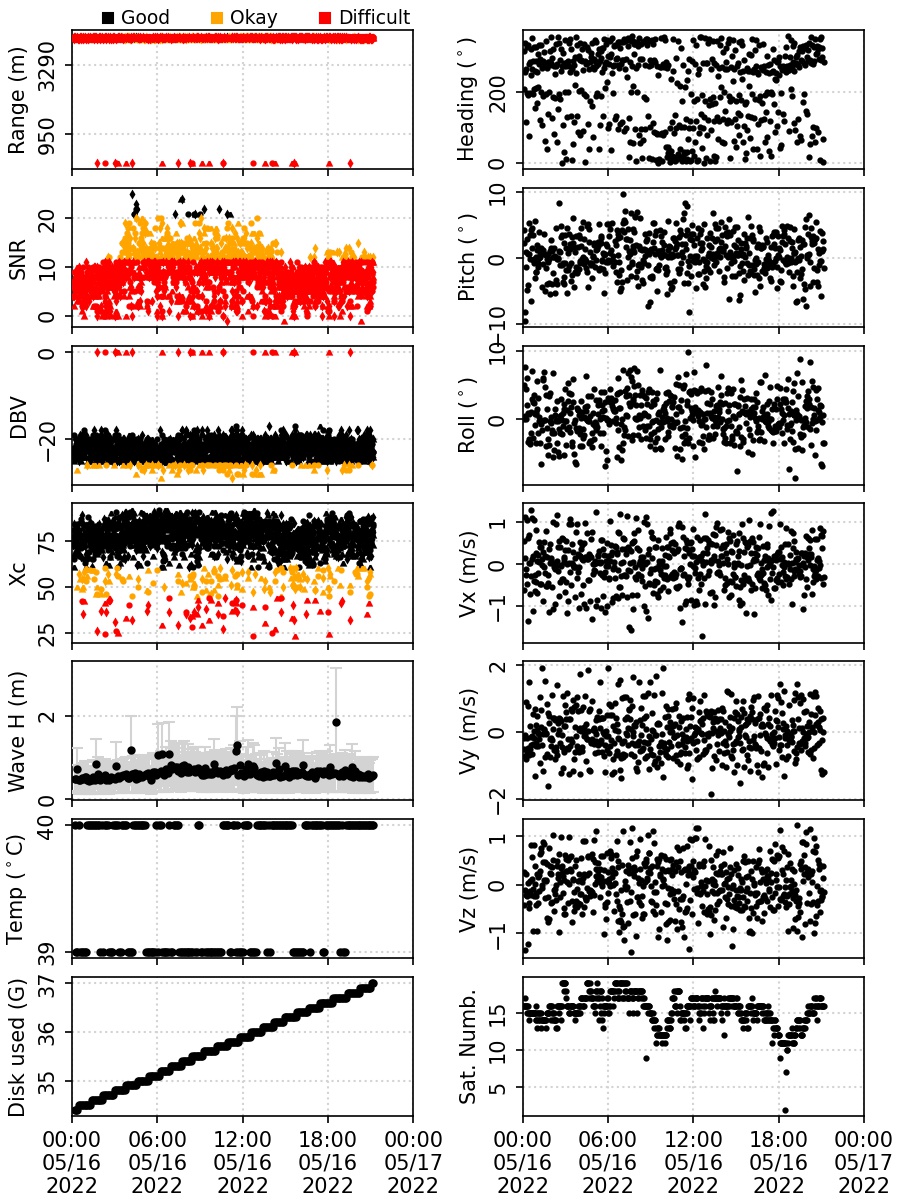 Good Okay Difficult
Range (m)
3290
950
Heading (°)
200
0
SNR
20
10
0
Pitch (°)
10
0
−10
DBV
0
−20
Roll (°)
10
0
Xc
75
50
25
Vx (m/s)
1
0
−1
Wave H (m)
2
0
Vy (m/s)
2
0
−2
Temp (°C)
40
39
Vz (m/s)
1
0
−1
Disk used (G)
37
36
35
Sat. Numb.
15
10
5
00:00 06:00 12:00 18:00 00:00
05/16 05/16 05/16 05/16 05/17
2022 2022 2022 2022 2022
00:00 06:00 12:00 18:00 00:00
05/16 05/16 05/16 05/16 05/17
2022 2022 2022 2022 2022